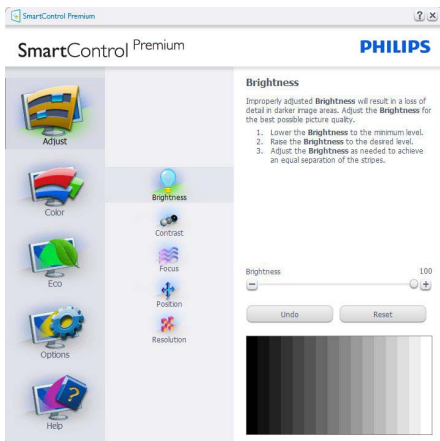 SmartControl Premium
SmartControl Premium
PHILIPS
Adjust
Color
Eco
Options
Help
Brightness
Contrast
Focus
Position
Resolution
Brightness
Improperly adjusted Brightness will result in a loss of
detail in darker image areas. Adjust the Brightness for
the best possible picture quality.
1. Lower the Brightness to the minimum level.
2. Raise the Brightness to the desired level.
3. Adjust the Brightness as needed to achieve
an equal separation of the stripes.
Brightness 100
Undo Reset